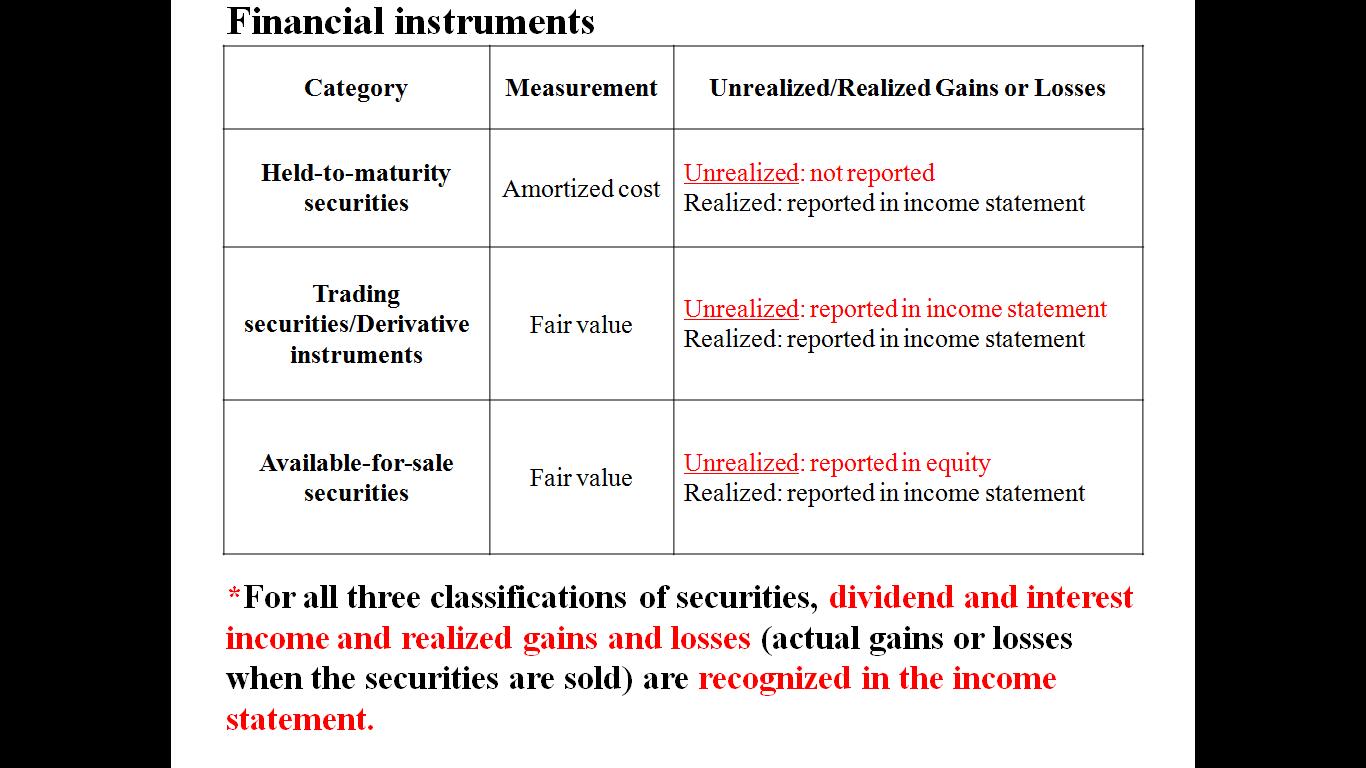 Financial instruments
Category
Measurement
Unrealized/Realized Gains or Losses
Held-to-maturity
securities
Amortized cost
Unrealized: not reported
Realized: reported in income statement
Trading
securities/Derivative
instruments
Fair value
Unrealized: reported in income statement
Realized: reported in income statement
Available-for-sale
securities
Fair value
Unrealized: reported in equity
Realized: reported in income statement
*For all three classifications of securities, dividend and interest
income and realized gains and losses (actual gains or losses
when the securities are sold) are recognized in the income
statement.